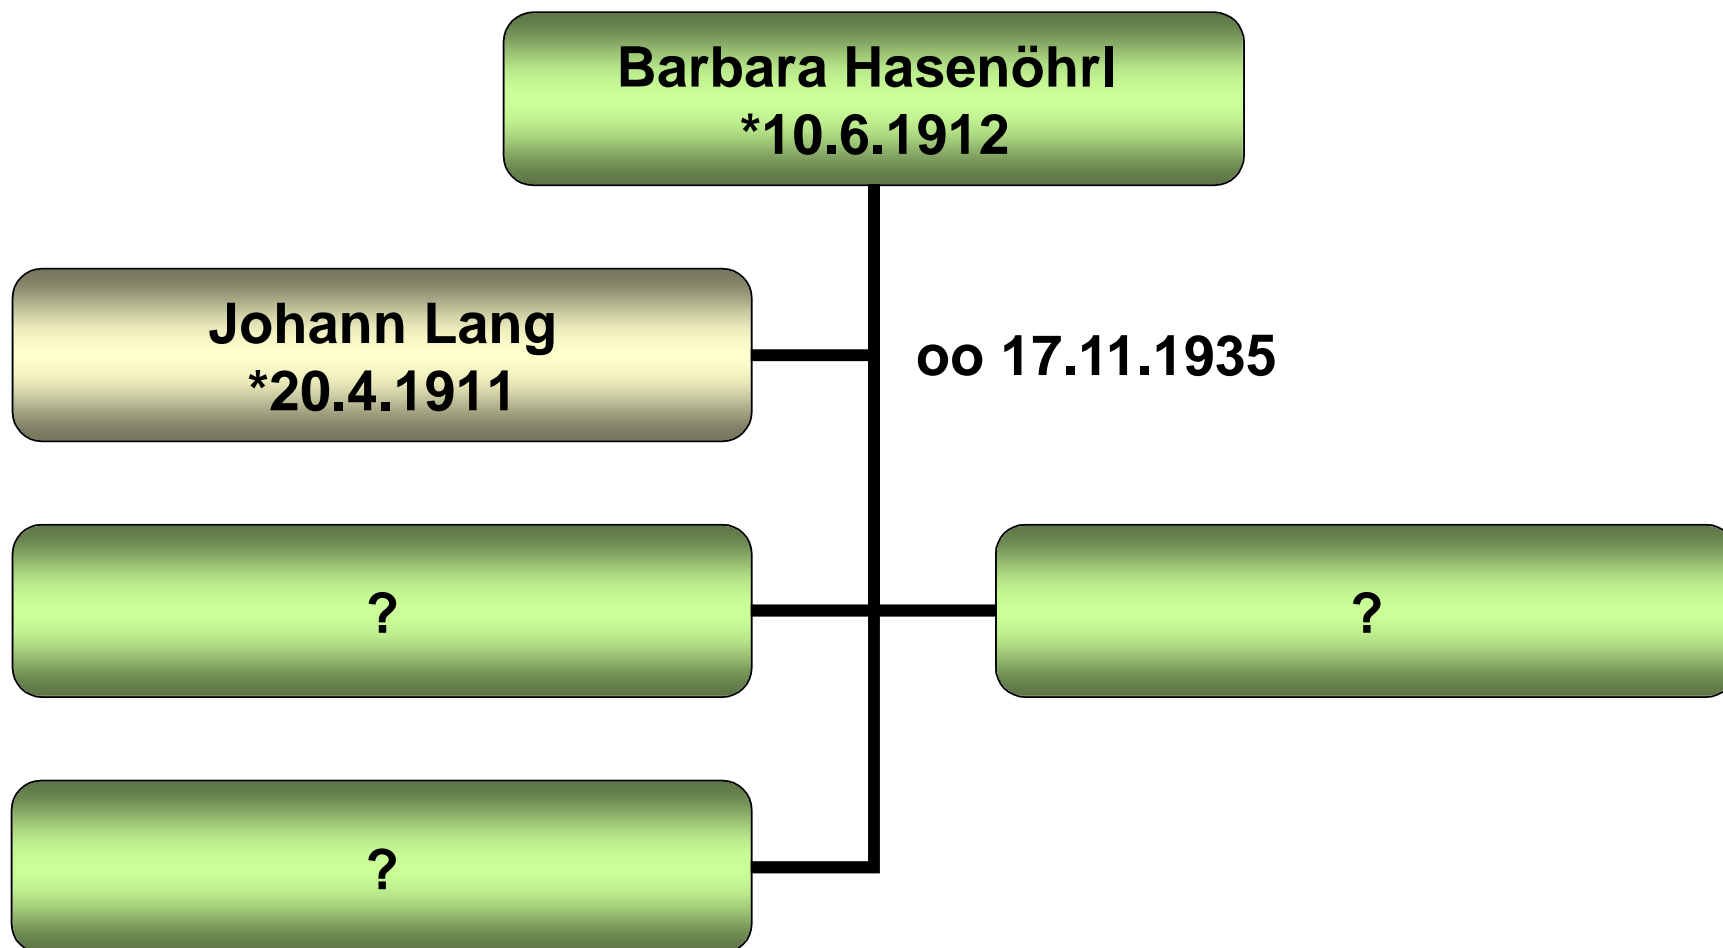 Barbara Hasenöhrl
*10.6.1912
Johann Lang
*20.4.1911
oo 17.11.1935
?
?
?